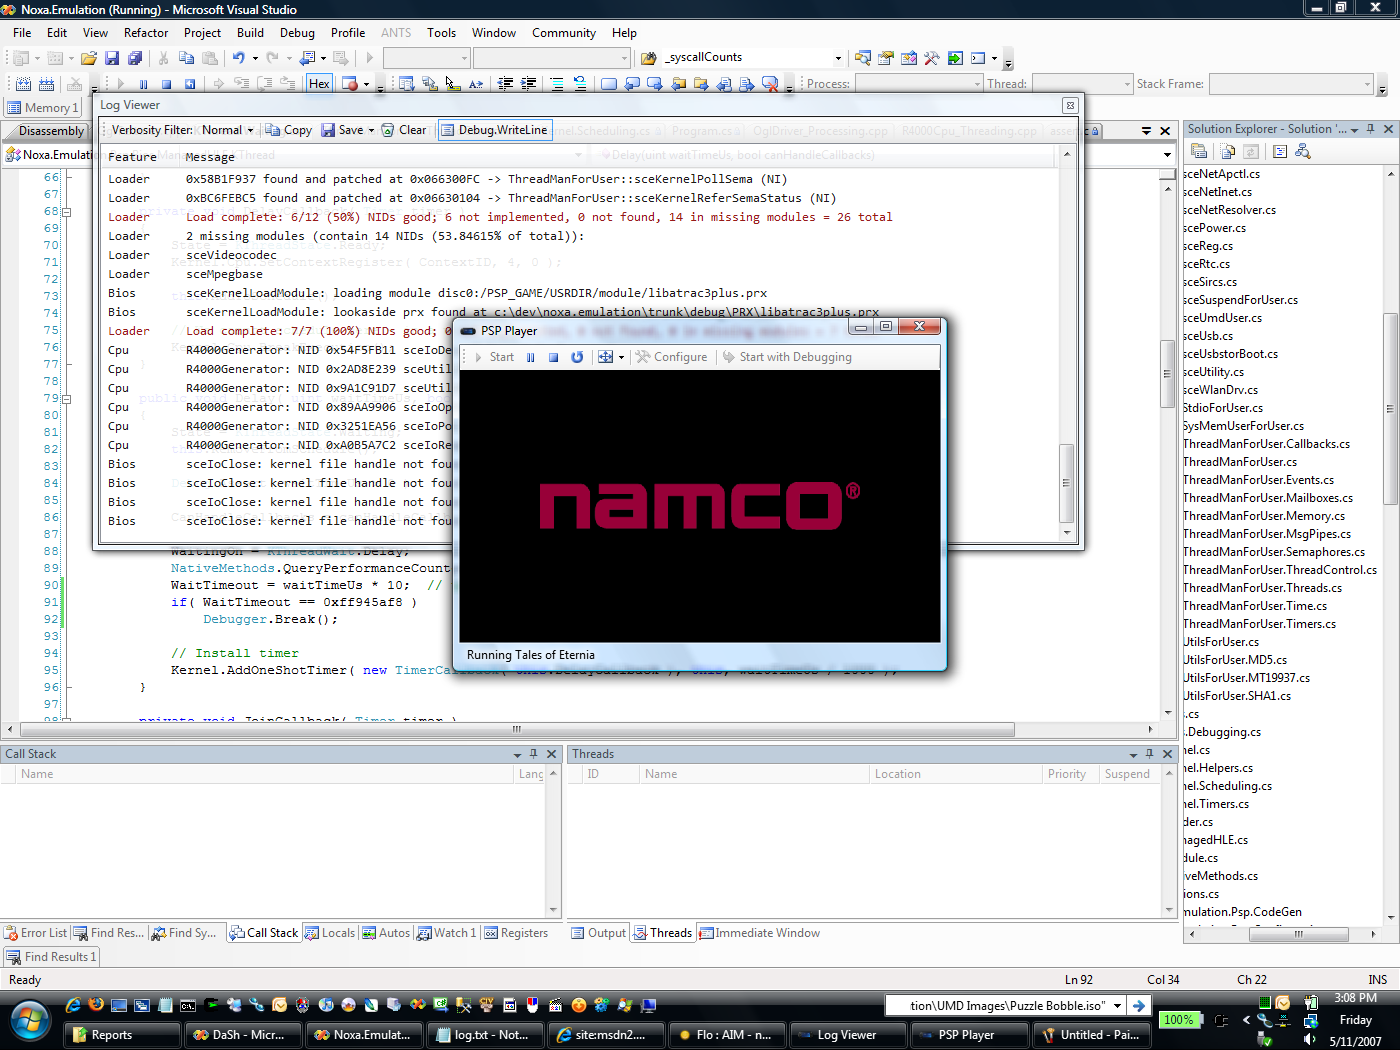 Noxa.Emulation (Running) - Microsoft Visual Studio
File Edit View Refactor Project Build Debug Profile ANTS Tools Window Community Help
_syscallCounts
Hex Process: Thread: Stack Frame:
Memory 1
Log Viewer
Verbosity Filter: Normal Copy Save Clear Debug.WriteLine
Disassembly
Solution Explorer - Solution '...
Feature Message
Loader 0x58B1F937 found and patched at 0x066300FC -> ThreadManForUser::sceKernelPollSema (NI)
Loader 0xBC6FEBC5 found and patched at 0x06630104 -> ThreadManForUser::sceKernelReferSemaStatus (NI)
Loader Load complete: 6/12 (50%) NIDs good; 6 not implemented, 0 not found, 14 in missing modules = 26 total
Loader 2 missing modules (contain 14 NIDs (53.84615% of total)):
Loader sceVideocodec
Loader sceMpegbase
Bios sceKernelLoadModule: loading module disc0:/PSP_GAME/USRDIR/module/libatrac3plus.prx
Bios sceKernelLoadModule: lookaside prx found at c:\dev\noxa.emulation\trunk\debug\PRX\libatrac3plus.prx
Loader Load complete: 7/7 (100%) NIDs good;
Cpu R4000Generator: NID 0x54F5FB11 sceIoDe
Cpu R4000Generator: NID 0x2AD8E239 sceUtil
Cpu R4000Generator: NID 0x9A1C91D7 sceUtil
Cpu R4000Generator: NID 0x89AA9906 sceIoOp
Cpu R4000Generator: NID 0x3251EA56 sceIoPo
Cpu R4000Generator: NID 0xA0B5A7C2 sceIoRe
Bios sceIoClose: kernel file handle not fou
Bios sceIoClose: kernel file handle not fou
Bios sceIoClose: kernel file handle not fou
Bios sceIoClose: kernel file handle not fou
PSP Player
Start Configure Start with Debugging
namco®
Running Tales of Eternia
66
67
68
69
70
71
72
73
74
75
76
77
78
79
80
81
82
83
84
85
86
87
88 WaitingOn = KThreadWait.Delay;
89 NativeMethods.QueryPerformanceCount
90 WaitTimeout = waitTimeUs * 10; //
91 if( WaitTimeout == 0xff945af8 )
92 Debugger.Break();
93
94 // Install timer
95 Kernel.AddOneShotTimer( new TimerCallback( this.DelayCallback ), this, waitTimeUs / 1000 );
96 }
97
98 private void JoinCallback( Timer timer )
sceNetApctl.cs
sceNetInet.cs
sceNetResolver.cs
scePower.cs
sceReg.cs
sceRtc.cs
sceSircs.cs
sceSuspendForUser.cs
sceUmdUser.cs
sceUsb.cs
sceUsbstorBoot.cs
sceUtility.cs
sceWlanDrv.cs
StdioForUser.cs
SysMemUserForUser.cs
ThreadManForUser.Callbacks.cs
ThreadManForUser.cs
ThreadManForUser.Events.cs
ThreadManForUser.Mailboxes.cs
ThreadManForUser.Memory.cs
ThreadManForUser.MsgPipes.cs
ThreadManForUser.Semaphores.cs
ThreadManForUser.ThreadControl.cs
ThreadManForUser.Threads.cs
ThreadManForUser.Time.cs
ThreadManForUser.Timers.cs
UtilsForUser.cs
UtilsForUser.MD5.cs
UtilsForUser.MT19937.cs
UtilsForUser.SHA1.cs
s.cs
s.Debugging.cs
nel.cs
nel.Helpers.cs
nel.Scheduling.cs
nel.Timers.cs
der.cs
nagedHLE.cs
dule.cs
iveMethods.cs
ions.cs
mulation.Psp.CodeGen
Call Stack
Name Lang
Threads
ID Name Location Priority Suspend
Error List Find Res... Find Sy... Call Stack Locals Autos Watch 1 Registers
Output Threads Immediate Window
Find Results 1
Ready Ln 92 Col 34 Ch 22 INS
tion\UMD Images\Puzzle Bobble.iso"
Reports DaSh - Micr... Noxa.Emulat... log.txt - Not... site:msdn2.... Flo : AIM - n... Log Viewer PSP Player Untitled - Pai...
100%
3:08 PM
Friday
5/11/2007